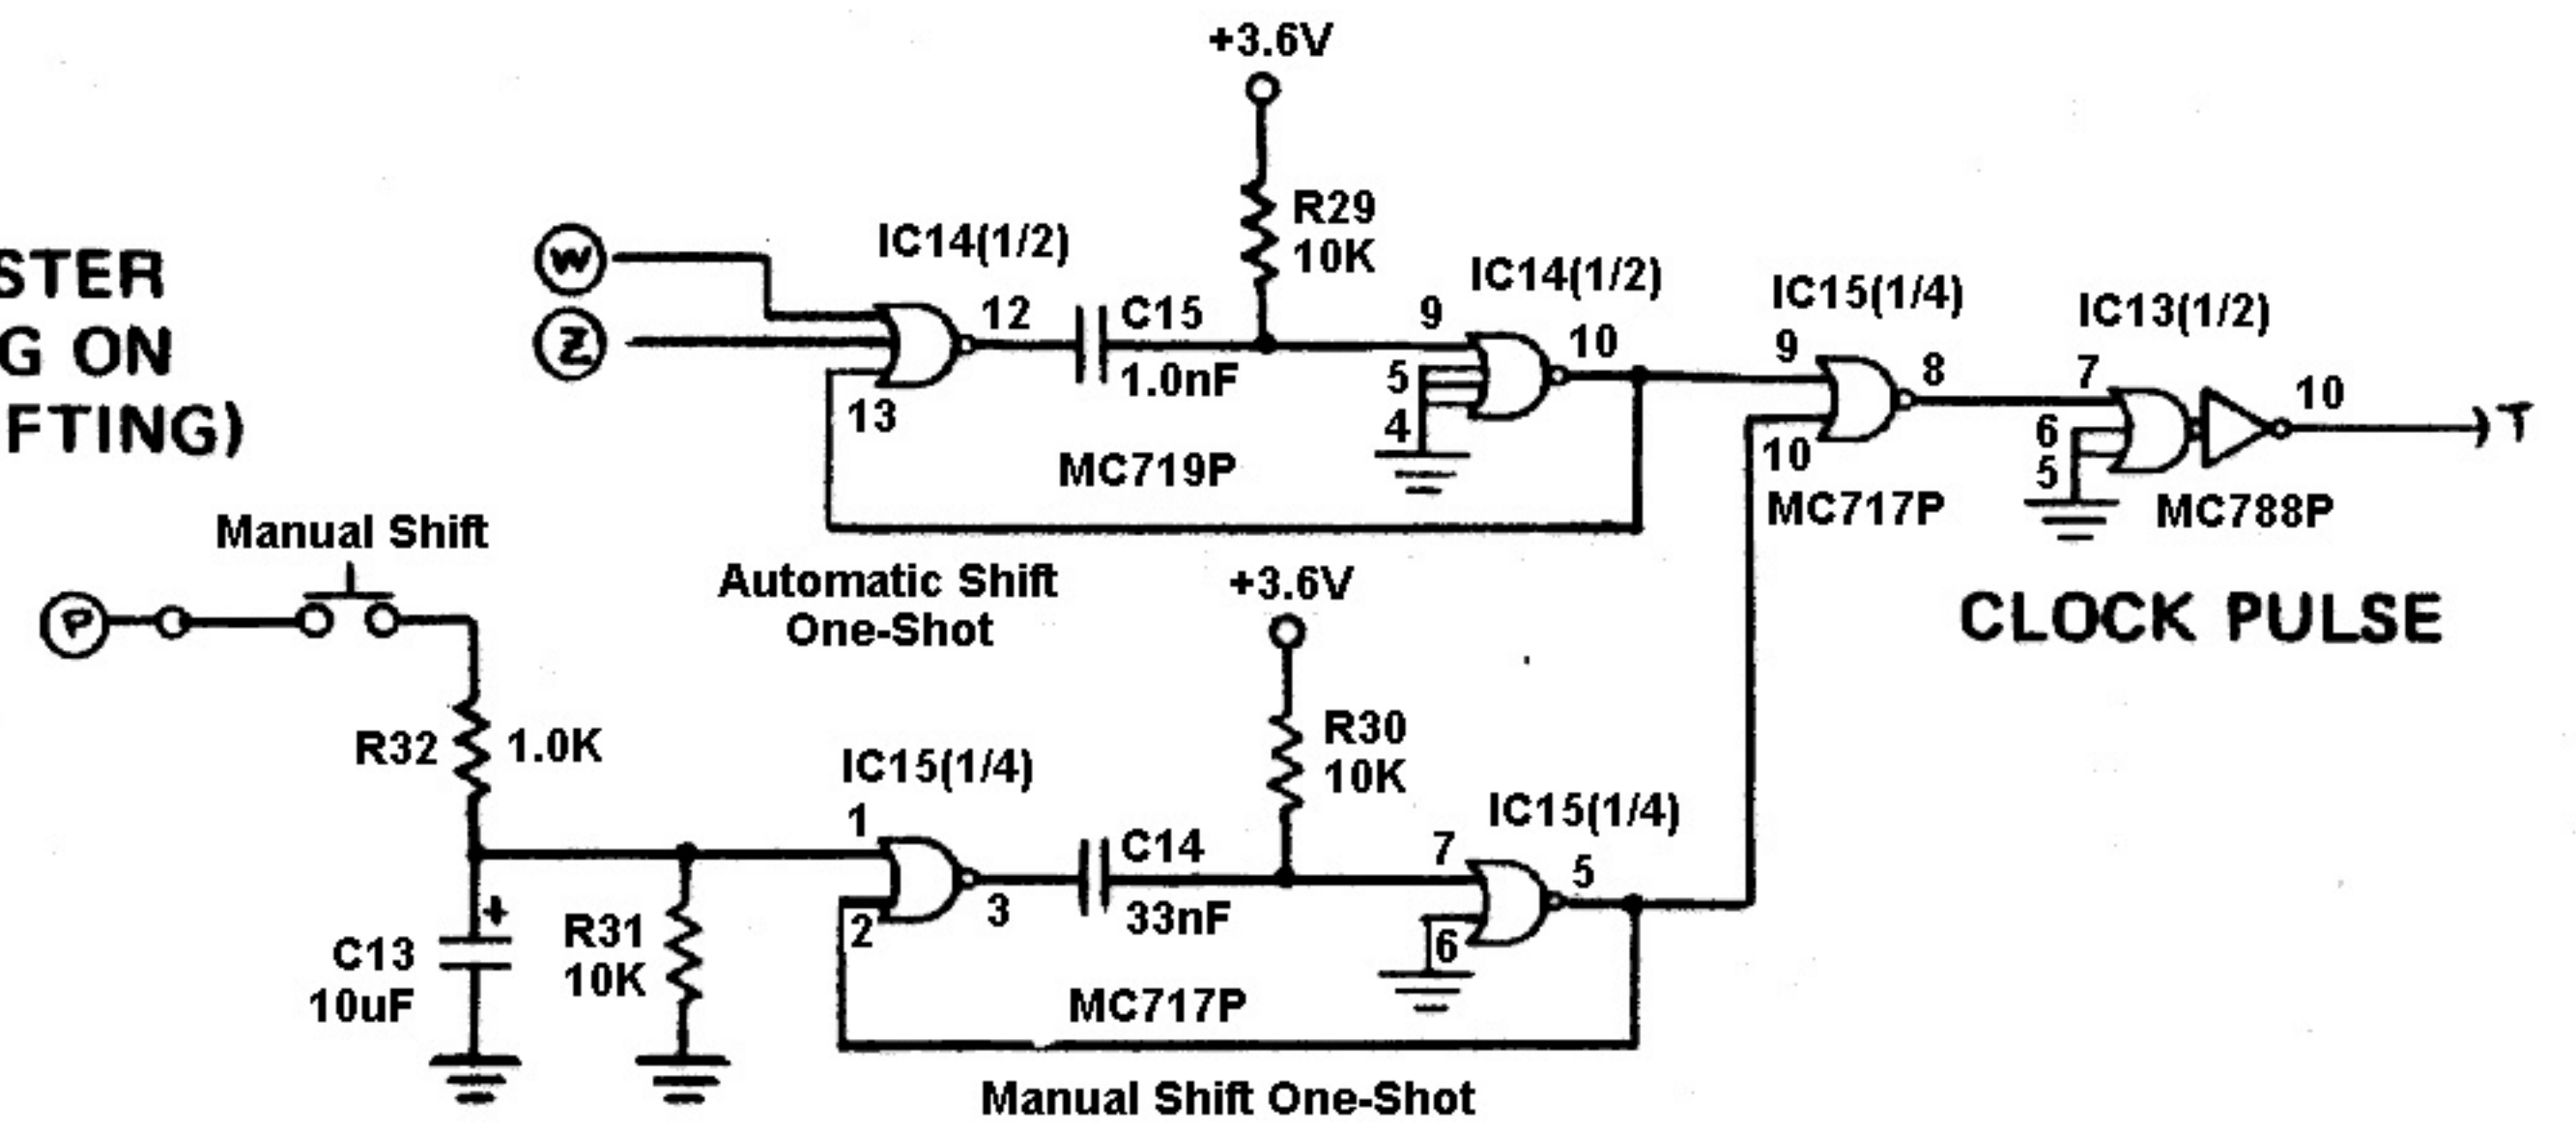 +3.6V
R29
10K
STER
G ON
FTING)
W
Z
IC14(1/2)
12
C15
1.0nF
13
9
5
4
IC14(1/2)
10
MC719P
IC15(1/4)
9
8
10
MC717P
IC13(1/2)
7
6
5
10
T
MC788P
CLOCK PULSE
Automatic Shift
One-Shot
Manual Shift
P
R32
1.0K
C13
+
10uF
R31
10K
IC15(1/4)
1
2
3
C14
33nF
+3.6V
R30
10K
7
6
IC15(1/4)
5
MC717P
Manual Shift One-Shot